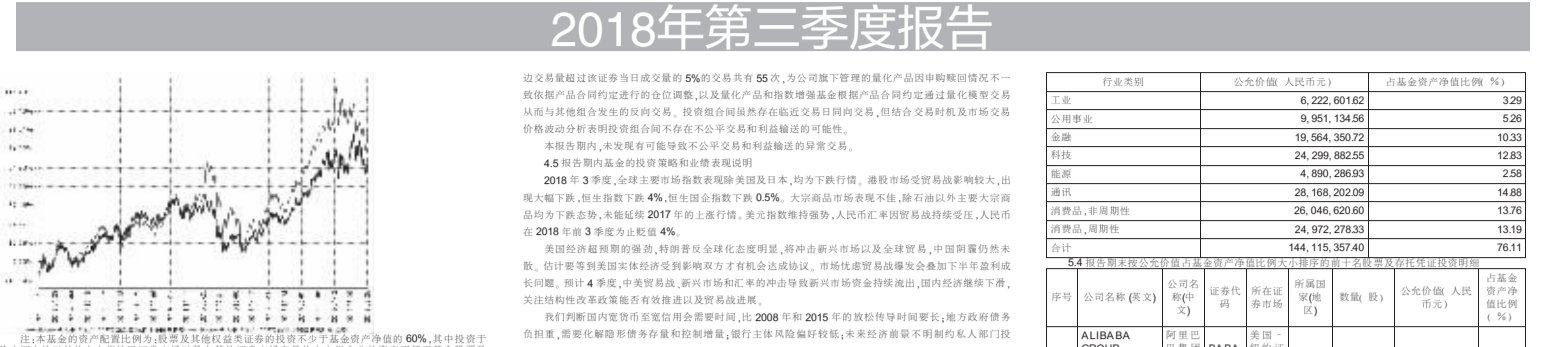 2018年第三季度报告
注:本基金的资产配置比例为:股票及其他权益类证券的投资不少于基金资产净值的 60%,其中投资于
边交易量超过该证券当日成交量的 5%的交易共有 55 次,为公司旗下管理的量化产品因申购赎回情况不一
致依据产品合同约定进行的仓位调整,以及量化产品和指数增强基金根据产品合同约定通过量化模型交易
从而与其他组合发生的反向交易。投资组合间虽然存在临近交易日同向交易,但结合交易时机及市场交易
价格波动分析表明投资组合间不存在不公平交易和利益输送的可能性。
本报告期内,未发现有可能导致不公平交易和利益输送的异常交易。
4.5 报告期内基金的投资策略和业绩表现说明
2018 年 3 季度,全球主要市场指数表现除美国及日本,均为下跌行情。港股市场受贸易战影响较大,出
现大幅下跌,恒生指数下跌 4%,恒生国企指数下跌 0.5%。大宗商品市场表现不佳,除石油以外主要大宗商
品均为下跌态势,未能延续 2017 年的上涨行情。美元指数维持强势,人民币汇率因贸易战持续受压,人民币
在 2018 年前 3 季度为止贬值 4%。
美国经济超预期的强劲,特朗普反全球化态度明显,将冲击新兴市场以及全球贸易,中国阴霾仍然未
散。估计要等到美国实体经济受到影响双方才有机会达成协议。市场忧虑贸易战爆发会叠加下半年盈利成
长问题。预计 4 季度,中美贸易战、新兴市场和汇率的冲击导致新兴市场资金持续流出,国内经济继续下滑,
关注结构性改革政策能否有效推进以及贸易战进展。
我们判断国内宽货币至宽信用会需要时间,比 2008 年和 2015 年的放松传导时间要长;地方政府债务
负担重,需要化解隐形债务存量和控制增量;银行主体风险偏好较低;未来经济前景不明制约私人部门投
行业类别 公允价值( 人民币元) 占基金资产净值比例( %)
工业 6, 222, 601.62 3.29
公用事业 9, 951, 134.56 5.26
金融 19, 564, 350.72 10.33
科技 24, 299, 882.55 12.83
能源 4, 890, 286.93 2.58
通讯 28, 168, 202.09 14.88
消费品,非周期性 26, 046, 620.60 13.76
消费品,周期性 24, 972, 278.33 13.19
合计 144, 115, 357.40 76.11
5.4 报告期末按公允价值占基金资产净值比例大小排序的前十名股票及存托凭证投资明细
序号 公司名称 (英文) 公司名称(中文) 证券代码 所在证券市场 所属国家(地区) 数量( 股) 公允价值( 人民币元) 占基金资产净值比例( %)
ALIBABA 阿里巴 美国 -